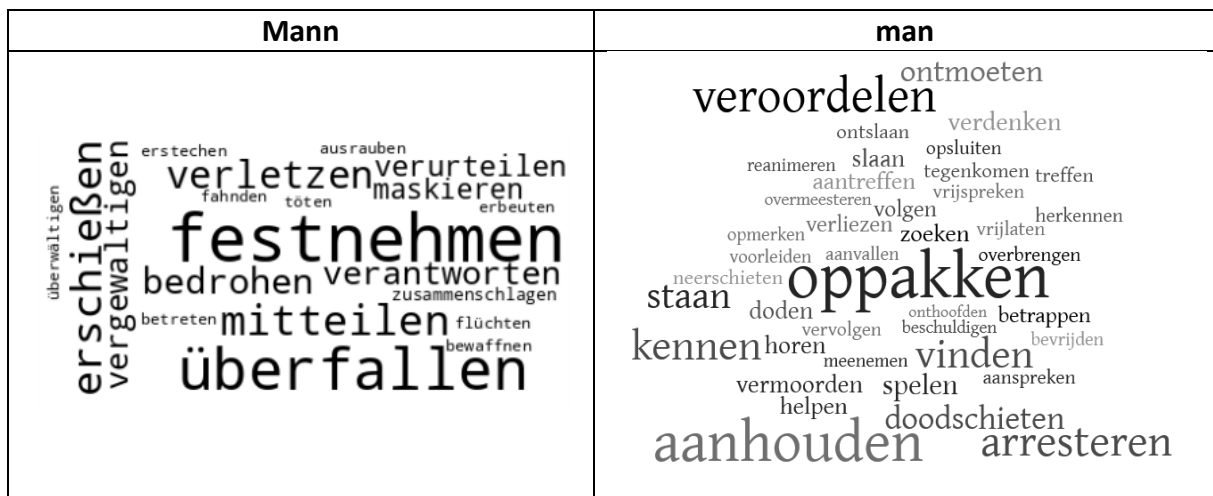 Mann
man
erstechen ausrauben
verletzen verurteilen
maskieren
fahnden töten erbeuten
festnehmen
bedrohen verantworten
zusammenschlagen
betreten mitteilen flüchten
bewaffnen
überfallen
überwältigen
erschießen
vergewaltigen
ontmoeten
veroordelen
ontslaan verdenken
opsluiten
reanimeren slaan tegenkomen treffen
aantreffen vrijspreken
overmeesteren volgen herkennen
opmerken verliezen zoeken vrijlaten
voorleiden aanvallen overbrengen
neerschieten oppakken
staan doden onthoofden betrappen
vervolgen beschuldigen bevrijden
kennen horen meenemen vinden
vermoorden spelen aanspreken
helpen doodschieten
aanhouden arresteren